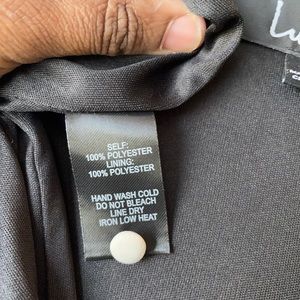 SELF:
100% POLYESTER
LINING:
100% POLYESTER
HAND WASH COLD
DO NOT BLEACH
LINE DRY
IRON LOW HEAT